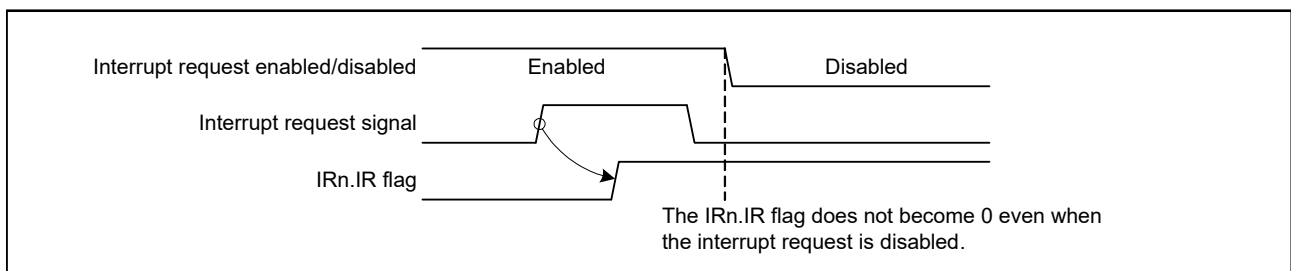 Interrupt request enabled/disabled
Enabled
Disabled
Interrupt request signal
IRn.IR flag
The IRn.IR flag does not become 0 even when
the interrupt request is disabled.